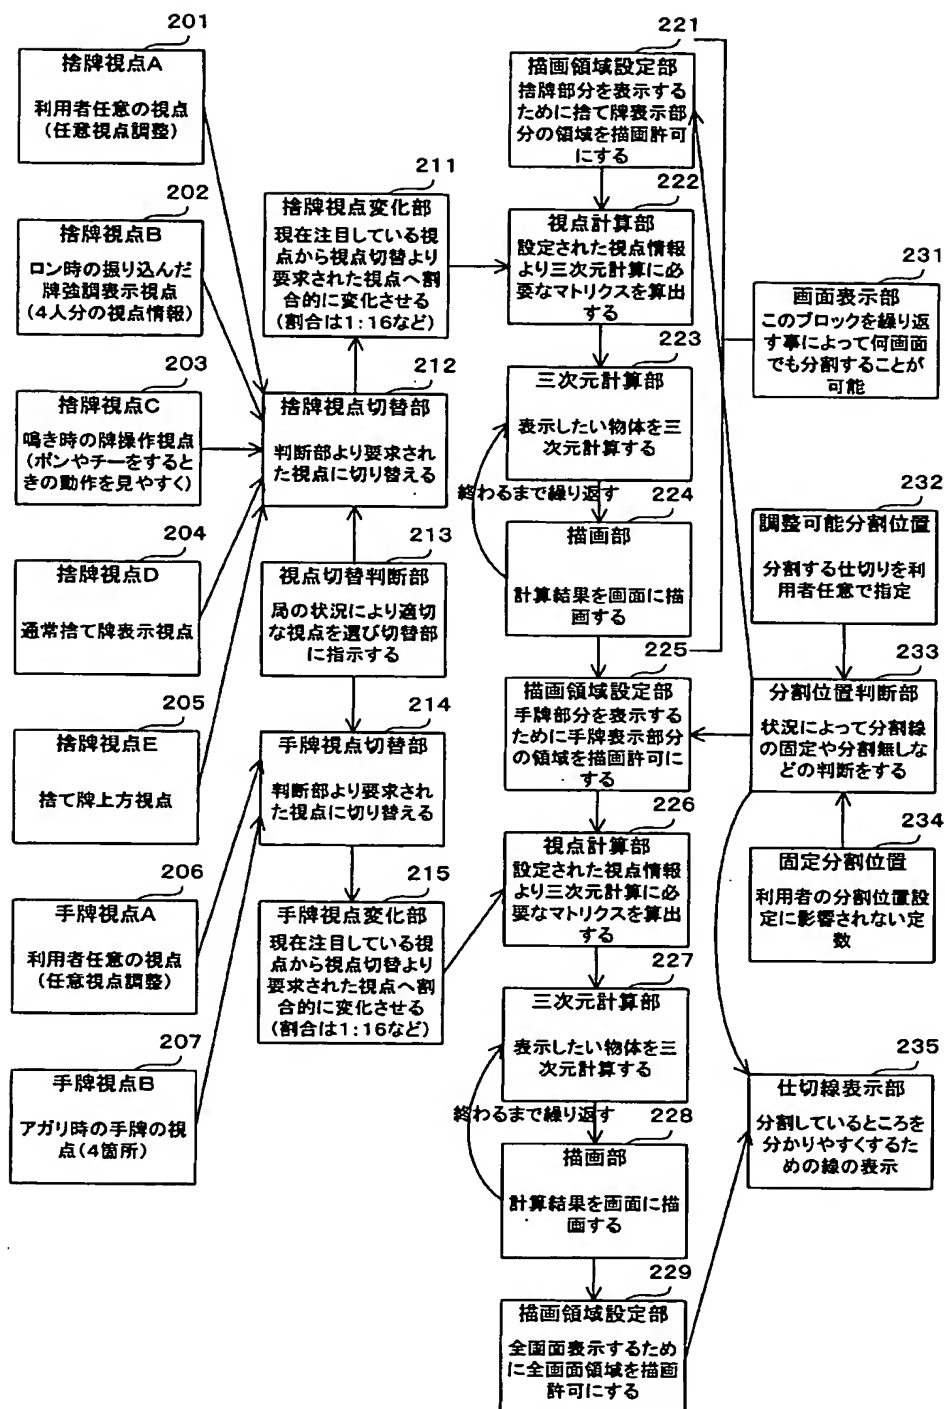 201
捨牌視点A
利用者任意の視点
(任意視点調整)
202
捨牌視点B
ロン時の振り込んだ
牌強調表示視点
(4人分の視点情報)
203
捨牌視点C
鳴き時の牌操作視点
(ポンやチーをすると
きの動作を見やすく)
204
捨牌視点D
通常捨て牌表示視点
205
捨牌視点E
捨て牌上方視点
206
手牌視点A
利用者任意の視点
(任意視点調整)
207
手牌視点B
アガリ時の手牌の視
点(4箇所)
211
捨牌視点変化部
現在注目している視
点から視点切替より
要求された視点へ割
合的に変化させる
(割合は1:16など)
212
捨牌視点切替部
判断部より要求され
た視点に切り替える
213
視点切替判断部
局の状況により適切
な視点を選び切替部
に指示する
214
手牌視点切替部
判断部より要求され
た視点に切り替える
215
手牌視点変化部
現在注目している視
点から視点切替より
要求された視点へ割
合的に変化させる
(割合は1:16など)
221
描画領域設定部
捨牌部分を表示する
ために捨て牌表示部
分の領域を描画許可
にする
222
視点計算部
設定された視点情報
より三次元計算に必
要なマトリクスを算出
する
223
三次元計算部
表示したい物体を三
次元計算する
終わるまで繰り返す
224
描画部
計算結果を画面に描
画する
225
描画領域設定部
手牌部分を表示する
ために手牌表示部分
の領域を描画許可に
する
226
視点計算部
設定された視点情報
より三次元計算に必
要なマトリクスを算出
する
227
三次元計算部
表示したい物体を三
次元計算する
終わるまで繰り返す
228
描画部
計算結果を画面に描
画する
229
描画領域設定部
全画面表示するため
に全画面領域を描画
許可にする
231
画面表示部
このブロックを繰り返
す事によって何画面
でも分割することが
可能
232
調整可能分割位置
分割する仕切りを利
用者任意で指定
233
分割位置判断部
状況によって分割線
の固定や分割無しな
どの判断をする
234
固定分割位置
利用者の分割位置設
定に影響されない定
数
235
仕切線表示部
分割しているところを
分かりやすくするた
めの線の表示